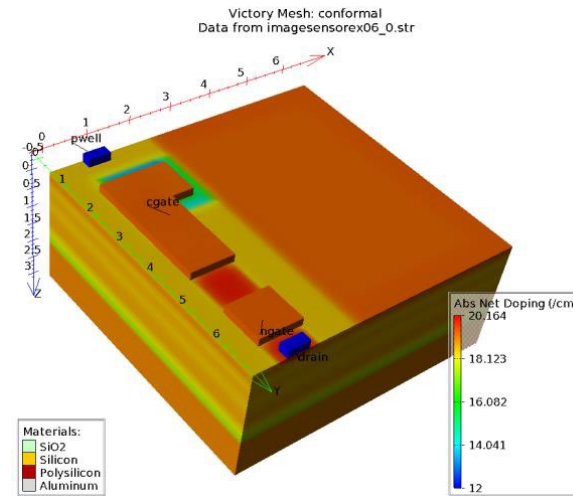 Victory Mesh: conformal
Data from imagesensorex06_0.str
X
0
1
2
3
4
5
6
pwell
-0.5
0
0.5
1
1.5
2
2.5
3
Z
1
2
3
4
5
6
Y
cgate
ngate
drain
Abs Net Doping (/cm
20.164
18.123
16.082
14.041
12
Materials:
SiO2
Silicon
Polysilicon
Aluminum